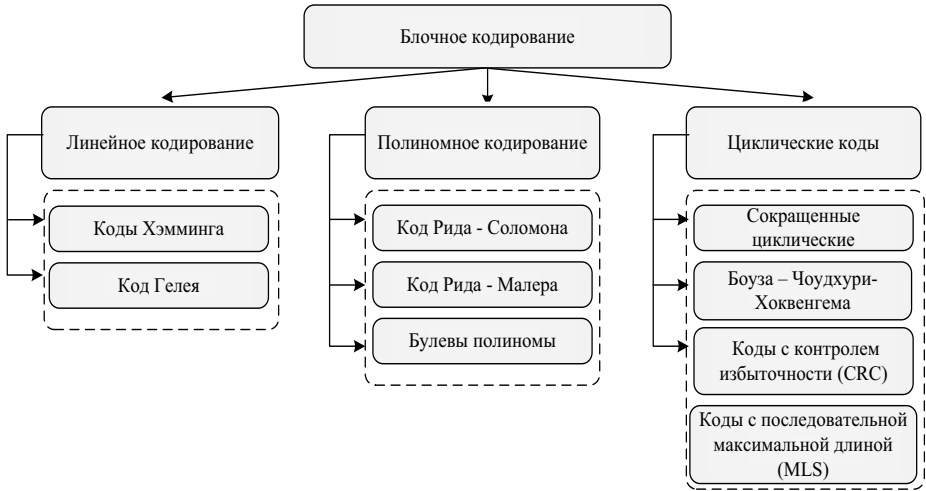 Блочное кодирование
Линейное кодирование
Коды Хэмминга
Код Гелея
Полиномное кодирование
Код Рида - Соломона
Код Рида - Малера
Булевы полиномы
Циклические коды
Сокращенные
циклические
Боуза – Чоудхури-
Хоквенгема
Коды с контролем
избыточности (CRC)
Коды с последовательной
максимальной длиной
(MLS)